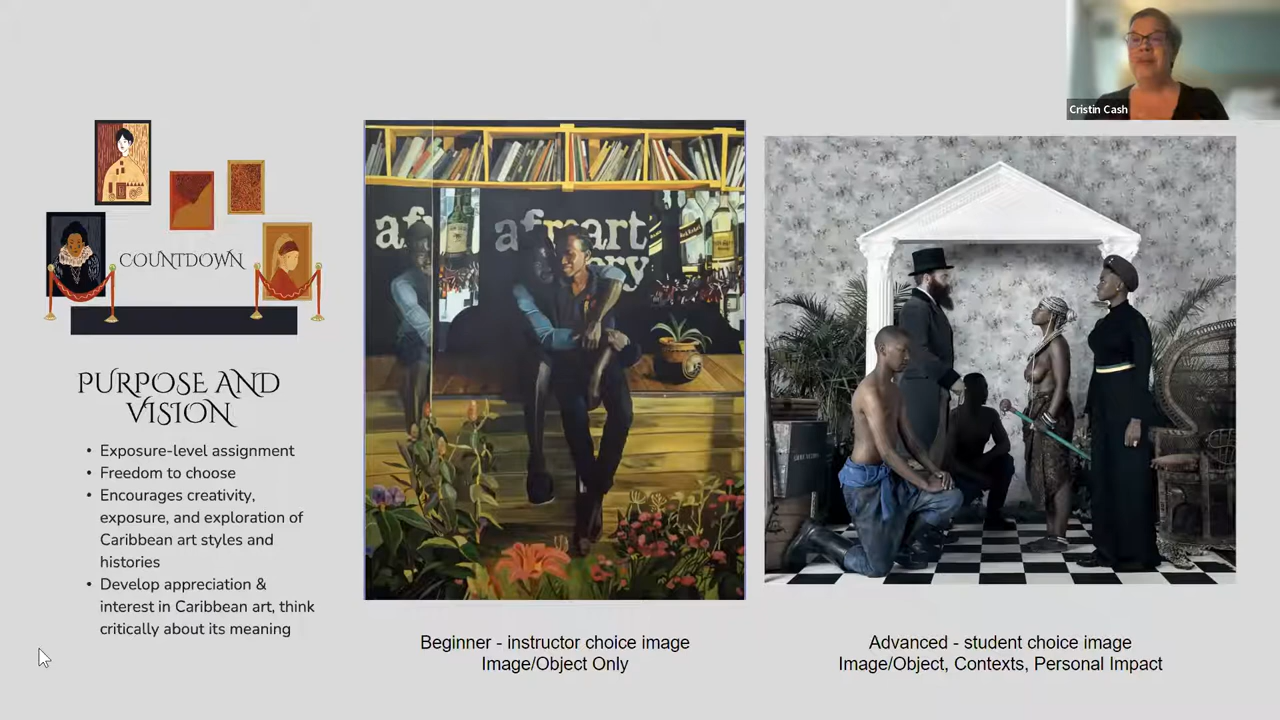 Cristin Cash
COUNTDOWN
PURPOSE AND
VISION
• Exposure-level assignment
• Freedom to choose
• Encourages creativity,
exposure, and exploration of
Caribbean art styles and
histories
• Develop appreciation &
interest in Caribbean art, think
critically about its meaning
Beginner - instructor choice image
Image/Object Only
Advanced - student choice image
Image/Object, Contexts, Personal Impact